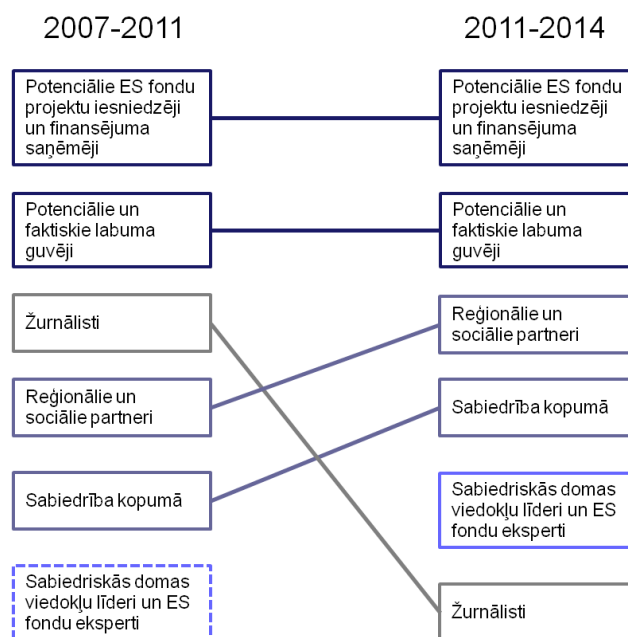 2007-2011
Potenciālie ES fondu
projektu iesniedzēji
un finansējuma
saņēmēji
Potenciālie un
faktiskie labuma
guvēji
Žurnālisti
Reģionālie un
sociālie partneri
Sabiedrība kopumā
Sabiedriskās domas
viedokļu līderi un ES
fondu eksperti
2011-2014
Potenciālie ES fondu
projektu iesniedzēji
un finansējuma
saņēmēji
Potenciālie un
faktiskie labuma
guvēji
Reģionālie un
sociālie partneri
Sabiedrība kopumā
Sabiedriskās domas
viedokļu līderi un ES
fondu eksperti
Žurnālisti